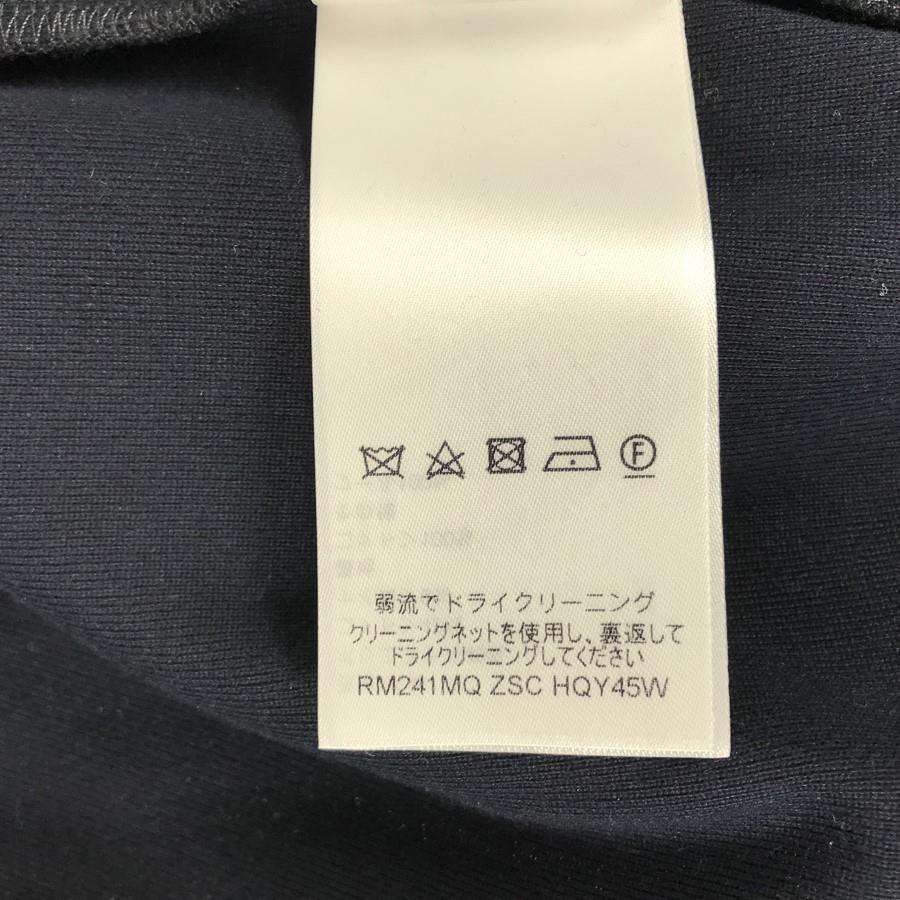 F
弱流でドライクリーニング
クリーニングネットを使用し、裏返して
ドライクリーニングしてください
RM241MQ ZSC HQY45W